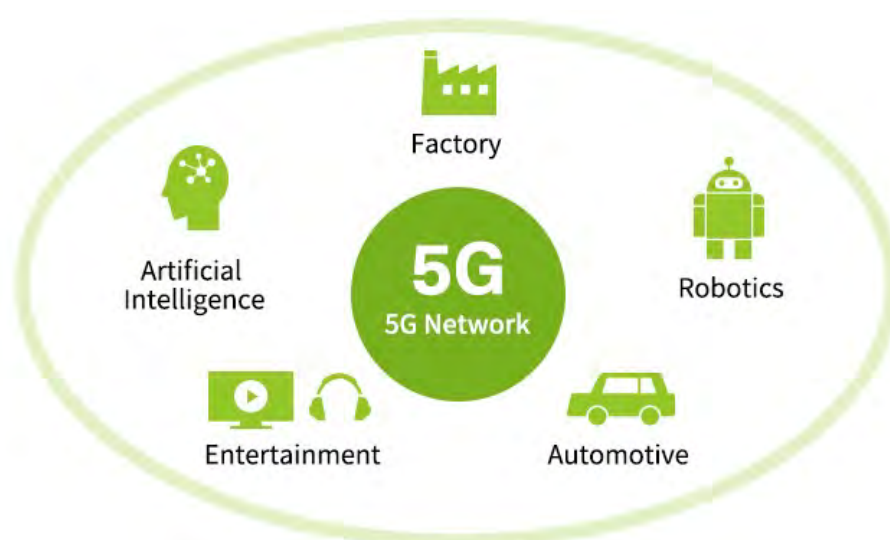 Factory
Artificial
Intelligence
Robotics
5G
5G Network
Entertainment
Automotive